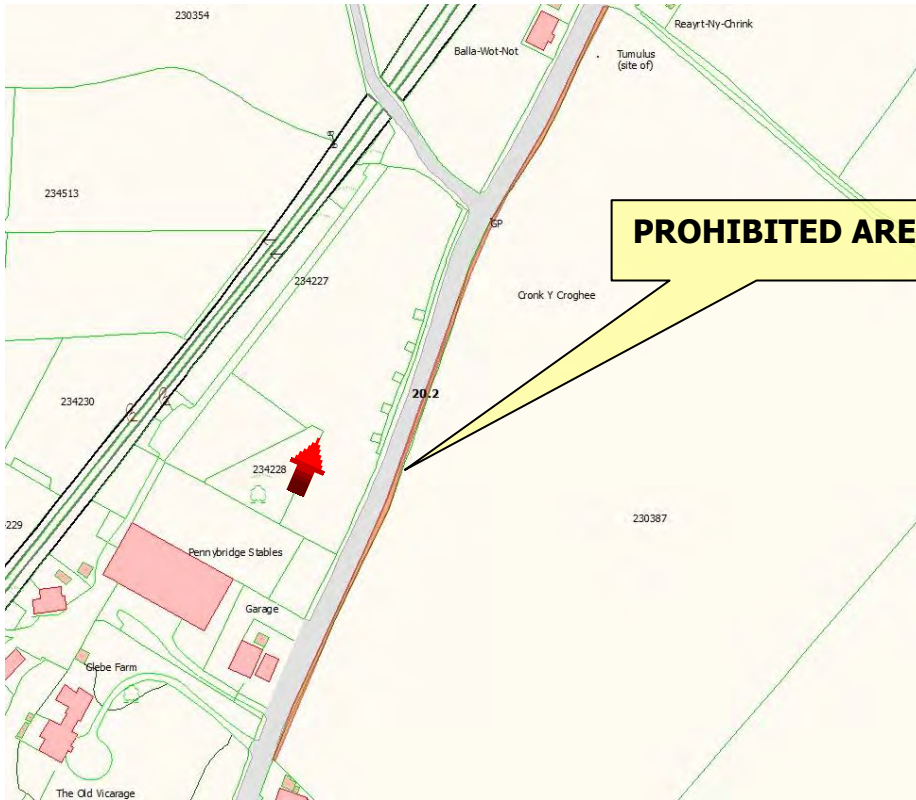 230354
Reayrt-Ny-Chrink
Balla-Wot-Not
Tumulus
(site of)
234513
PROHIBITED ARE
GP
234227
Cronk Y Croghee
20.2
234230
234228
230387
229
Pennybridge Stables
Garage
Glebe Farm
The Old Vicarage